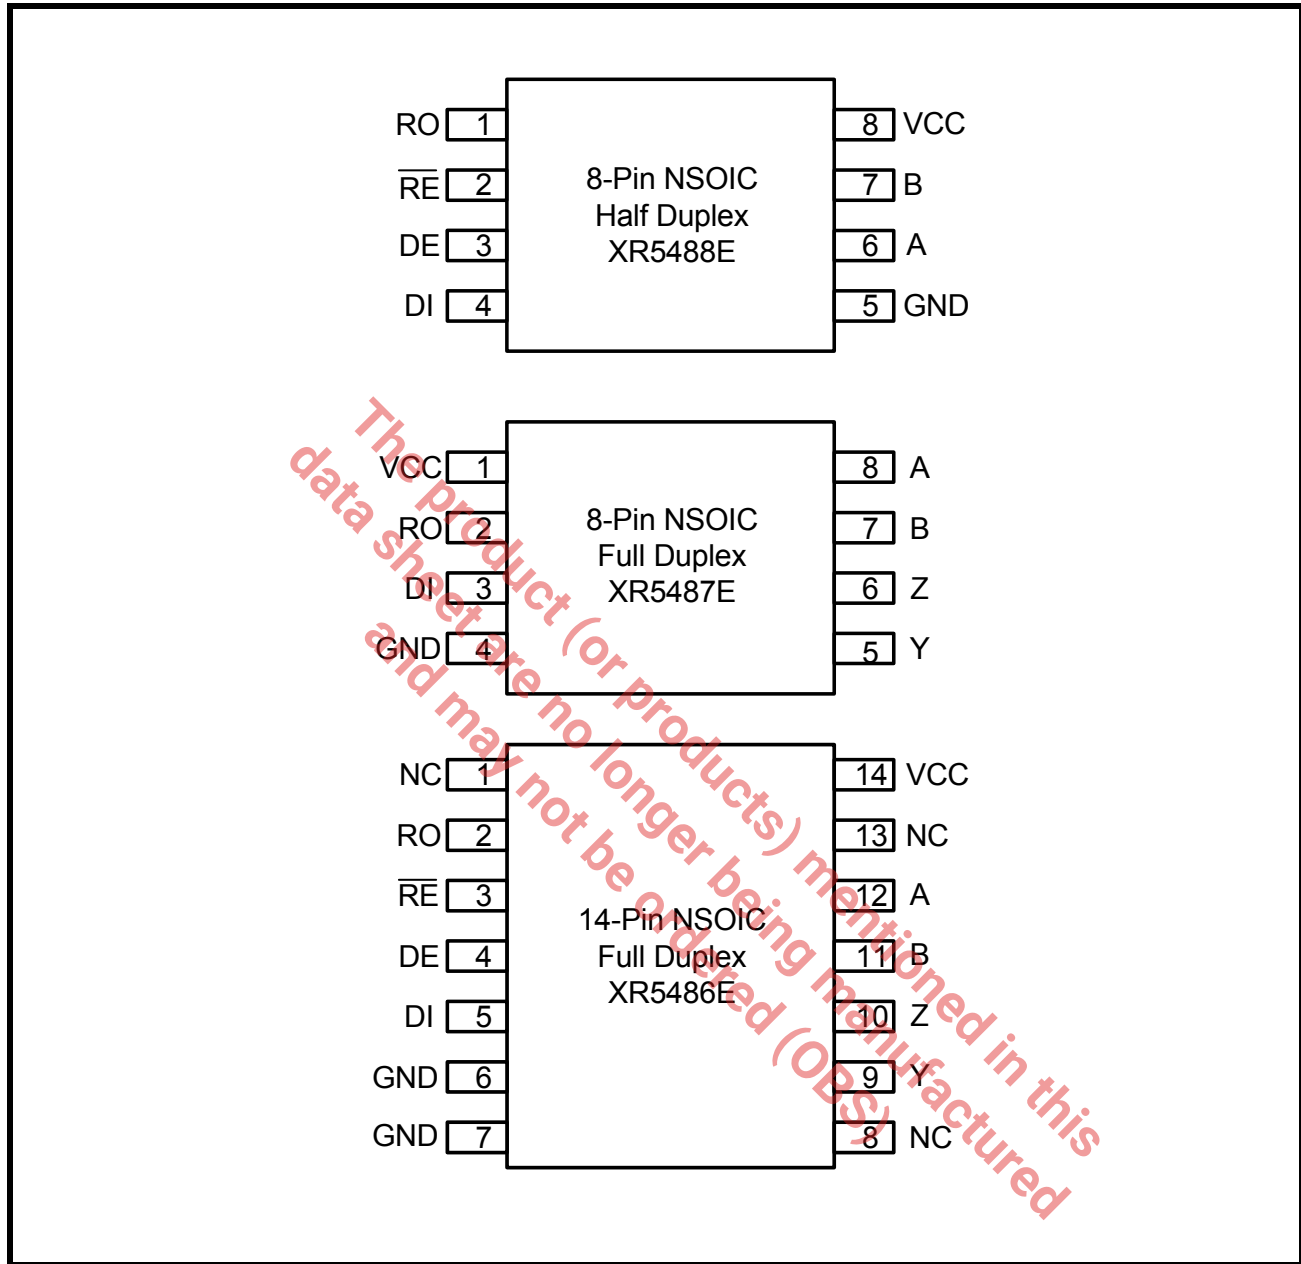 RO 1
8 VCC
RE 2
7 B
DE 3
6 A
DI 4
5 GND
8-Pin NSOIC
Half Duplex
XR5488E
VCC 1
8 A
RO 2
7 B
DI 3
6 Z
GND 4
5 Y
8-Pin NSOIC
Full Duplex
XR5487E
NC 1
14 VCC
RO 2
13 NC
RE 3
12 A
DE 4
11 B
DI 5
10 Z
GND 6
9 Y
GND 7
8 NC
14-Pin NSOIC
Full Duplex
XR5486E
The product (or products) mentioned in this
data sheet are no longer being manufactured
and may not be ordered (OBS)